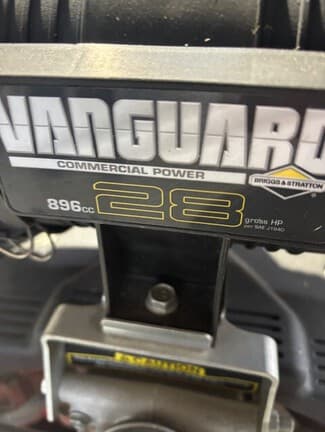 VANGUARD
COMMERCIAL POWER
BRIGGS & STRATTON
896cc 28 gross HP
per SAE J1940
CAUTION